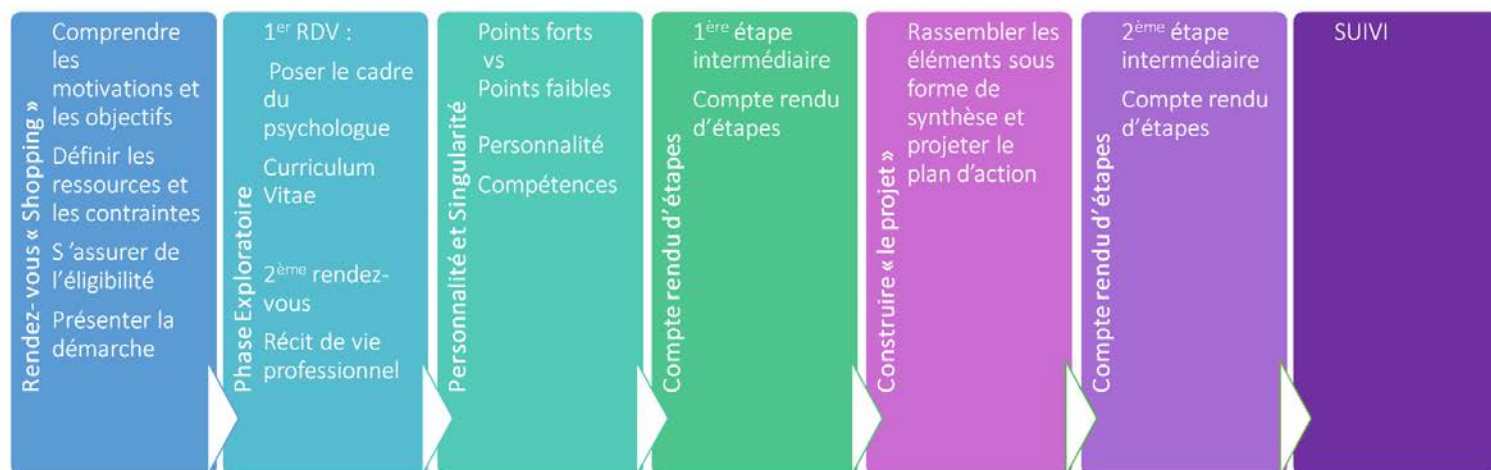 Rendez-vous « Shopping »
Comprendre
les
motivations et
les objectifs
Définir les
ressources et
les contraintes
S 'assurer de
l'éligibilité
Présenter la
démarche
Phase Exploratoire
1er RDV :
Poser le cadre
du
psychologue
Curriculum
Vitae
2ème rendez-
vous
Récit de vie
professionnel
Personnalité et Singularité
Points forts
vs
Points faibles
Personnalité
Compétences
Compte rendu d'étapes
1ère étape
intermédiaire
Compte rendu
d'étapes
Construire « le projet »
Rassembler les
éléments sous
forme de
synthèse et
projeter le
plan d'action
Compte rendu d'étapes
2ème étape
intermédiaire
Compte rendu
d'étapes
SUIVI